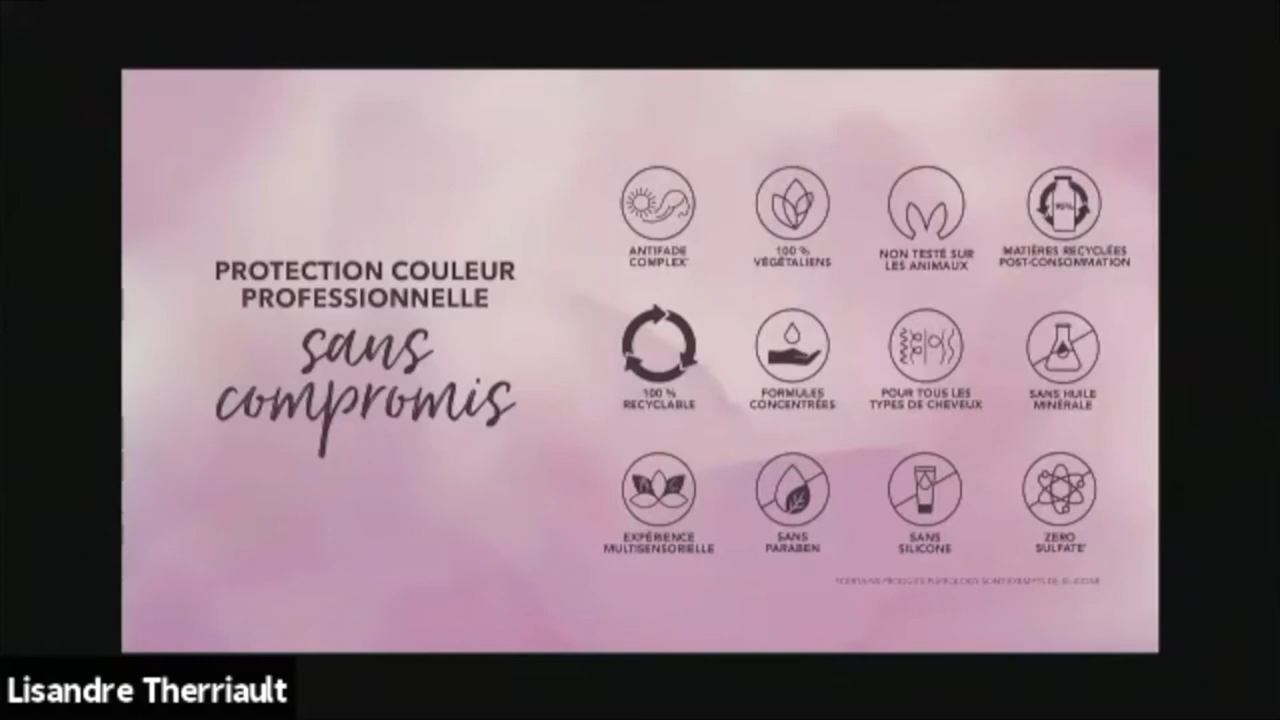 PROTECTION COULEUR
PROFESSIONNELLE
sans
compromis
ANTIFADE
COMPLEX*
100 %
VÉGÉTALIENS
NON TESTÉ SUR
LES ANIMAUX
MATIÈRES RECYCLÉES
POST-CONSOMMATION
100 %
RECYCLABLE
FORMULES
CONCENTRÉES
POUR TOUS LES
TYPES DE CHEVEUX
SANS HUILE
MINÉRALE
EXPÉRIENCE
MULTISENSORIELLE
SANS
PARABEN
SANS
SILICONE
ZERO
SULFATE*
Lisandre Therriault